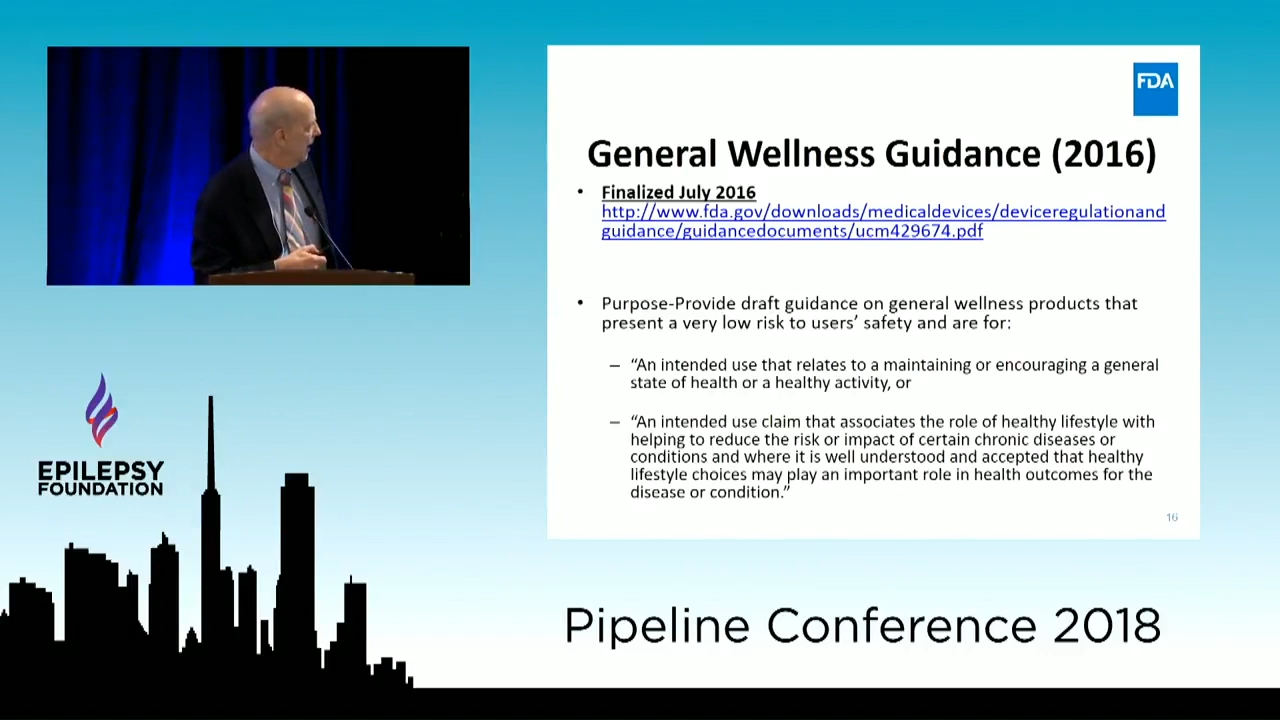 FDA
General Wellness Guidance (2016)
• Finalized July 2016
http://www.fda.gov/downloads/medicaldevices/deviceregulationand
guidance/guidancedocuments/ucm429674.pdf
• Purpose-Provide draft guidance on general wellness products that
present a very low risk to users’ safety and are for:
– “An intended use that relates to a maintaining or encouraging a general
state of health or a healthy activity, or
– “An intended use claim that associates the role of healthy lifestyle with
helping to reduce the risk or impact of certain chronic diseases or
conditions and where it is well understood and accepted that healthy
lifestyle choices may play an important role in health outcomes for the
disease or condition.”
16
EPILEPSY
FOUNDATION
Pipeline Conference 2018